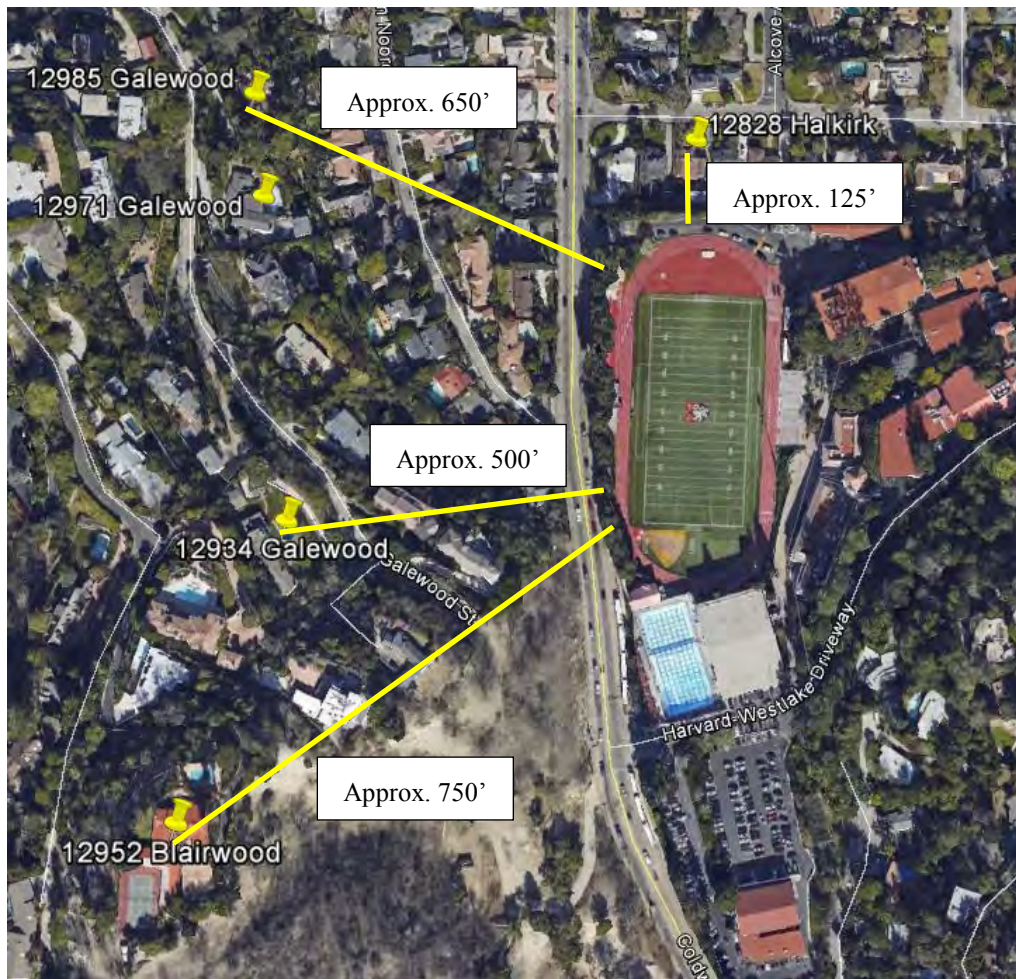 12985 Galewood
Approx. 650’
Alcove
12828 Halkirk
12971 Galewood
Approx. 125’
Approx. 500’
12934 Galewood
Galewood St
Harvard-Westlake Driveway
Approx. 750’
12952 Blairwood